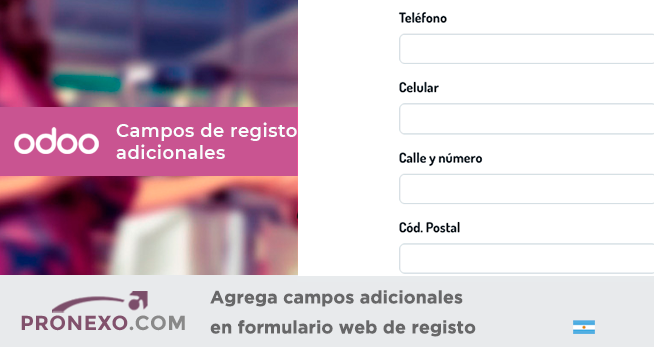 odoo
Campos de registo
adicionales
Teléfono
Celular
Calle y número
Cód. Postal
PRONEXO.COM
Agrega campos adicionales
en formulario web de registo